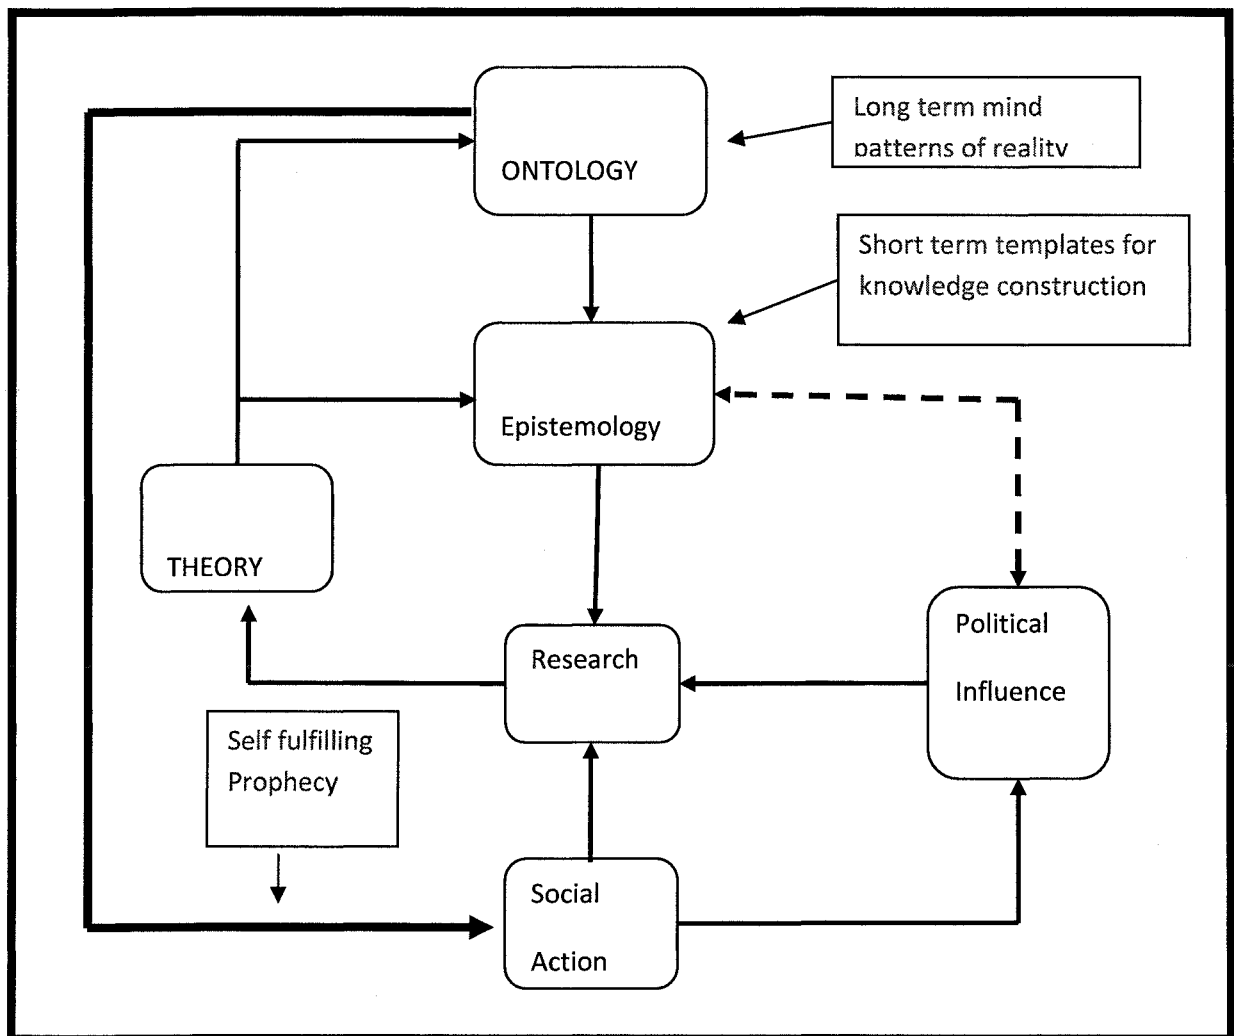 Long term mind
patterns of reality
ONTOLOGY
Short term templates for
knowledge construction
Epistemology
THEORY
Political
Influence
Research
Self fulfilling
Prophecy
Social
Action